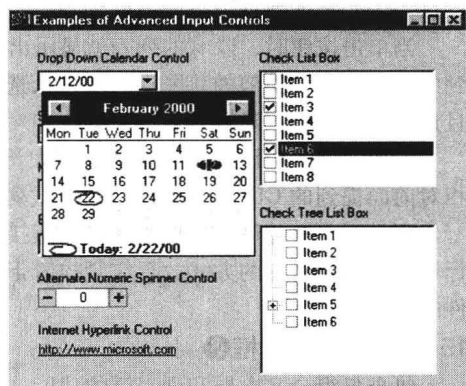 Examples of Advanced Input Controls
Drop Down Calendar Control
2/12/00
February 2000
Mon Tue Wed Thu Fri Sat Sun
1 2 3 4 5 6
7 8 9 10 11 12 13
14 15 16 17 18 19 20
21 22 23 24 25 26 27
28 29
Today: 2/22/00
Alternate Numeric Spinner Control
- 0 +
Internet Hyperlink Control
http://www.microsoft.com
Check List Box
Item 1
Item 2
Item 3
Item 4
Item 5
Item 6
Item 7
Item 8
Check Tree List Box
Item 1
Item 2
Item 3
Item 4
Item 5
Item 6